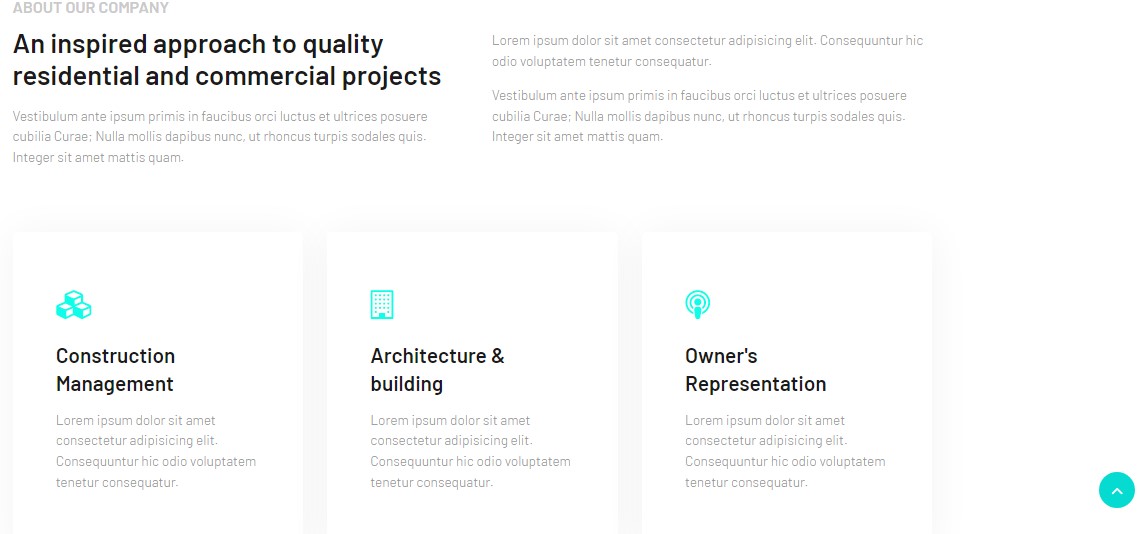 ABOUT OUR COMPANY
An inspired approach to quality
residential and commercial projects
Vestibulum ante ipsum primis in faucibus orci luctus et ultrices posuere
cubilia Curae; Nulla mollis dapibus nunc, ut rhoncus turpis sodales quis.
Integer sit amet mattis quam.
Lorem ipsum dolor sit amet consectetur adipisicing elit. Consequuntur hic
odio voluptatem tenetur consequatur.
Vestibulum ante ipsum primis in faucibus orci luctus et ultrices posuere
cubilia Curae; Nulla mollis dapibus nunc, ut rhoncus turpis sodales quis.
Integer sit amet mattis quam.
Construction
Management
Lorem ipsum dolor sit amet
consectetur adipisicing elit.
Consequuntur hic odio voluptatem
tenetur consequatur.
Architecture &
building
Lorem ipsum dolor sit amet
consectetur adipisicing elit.
Consequuntur hic odio voluptatem
tenetur consequatur.
Owner's
Representation
Lorem ipsum dolor sit amet
consectetur adipisicing elit.
Consequuntur hic odio voluptatem
tenetur consequatur.